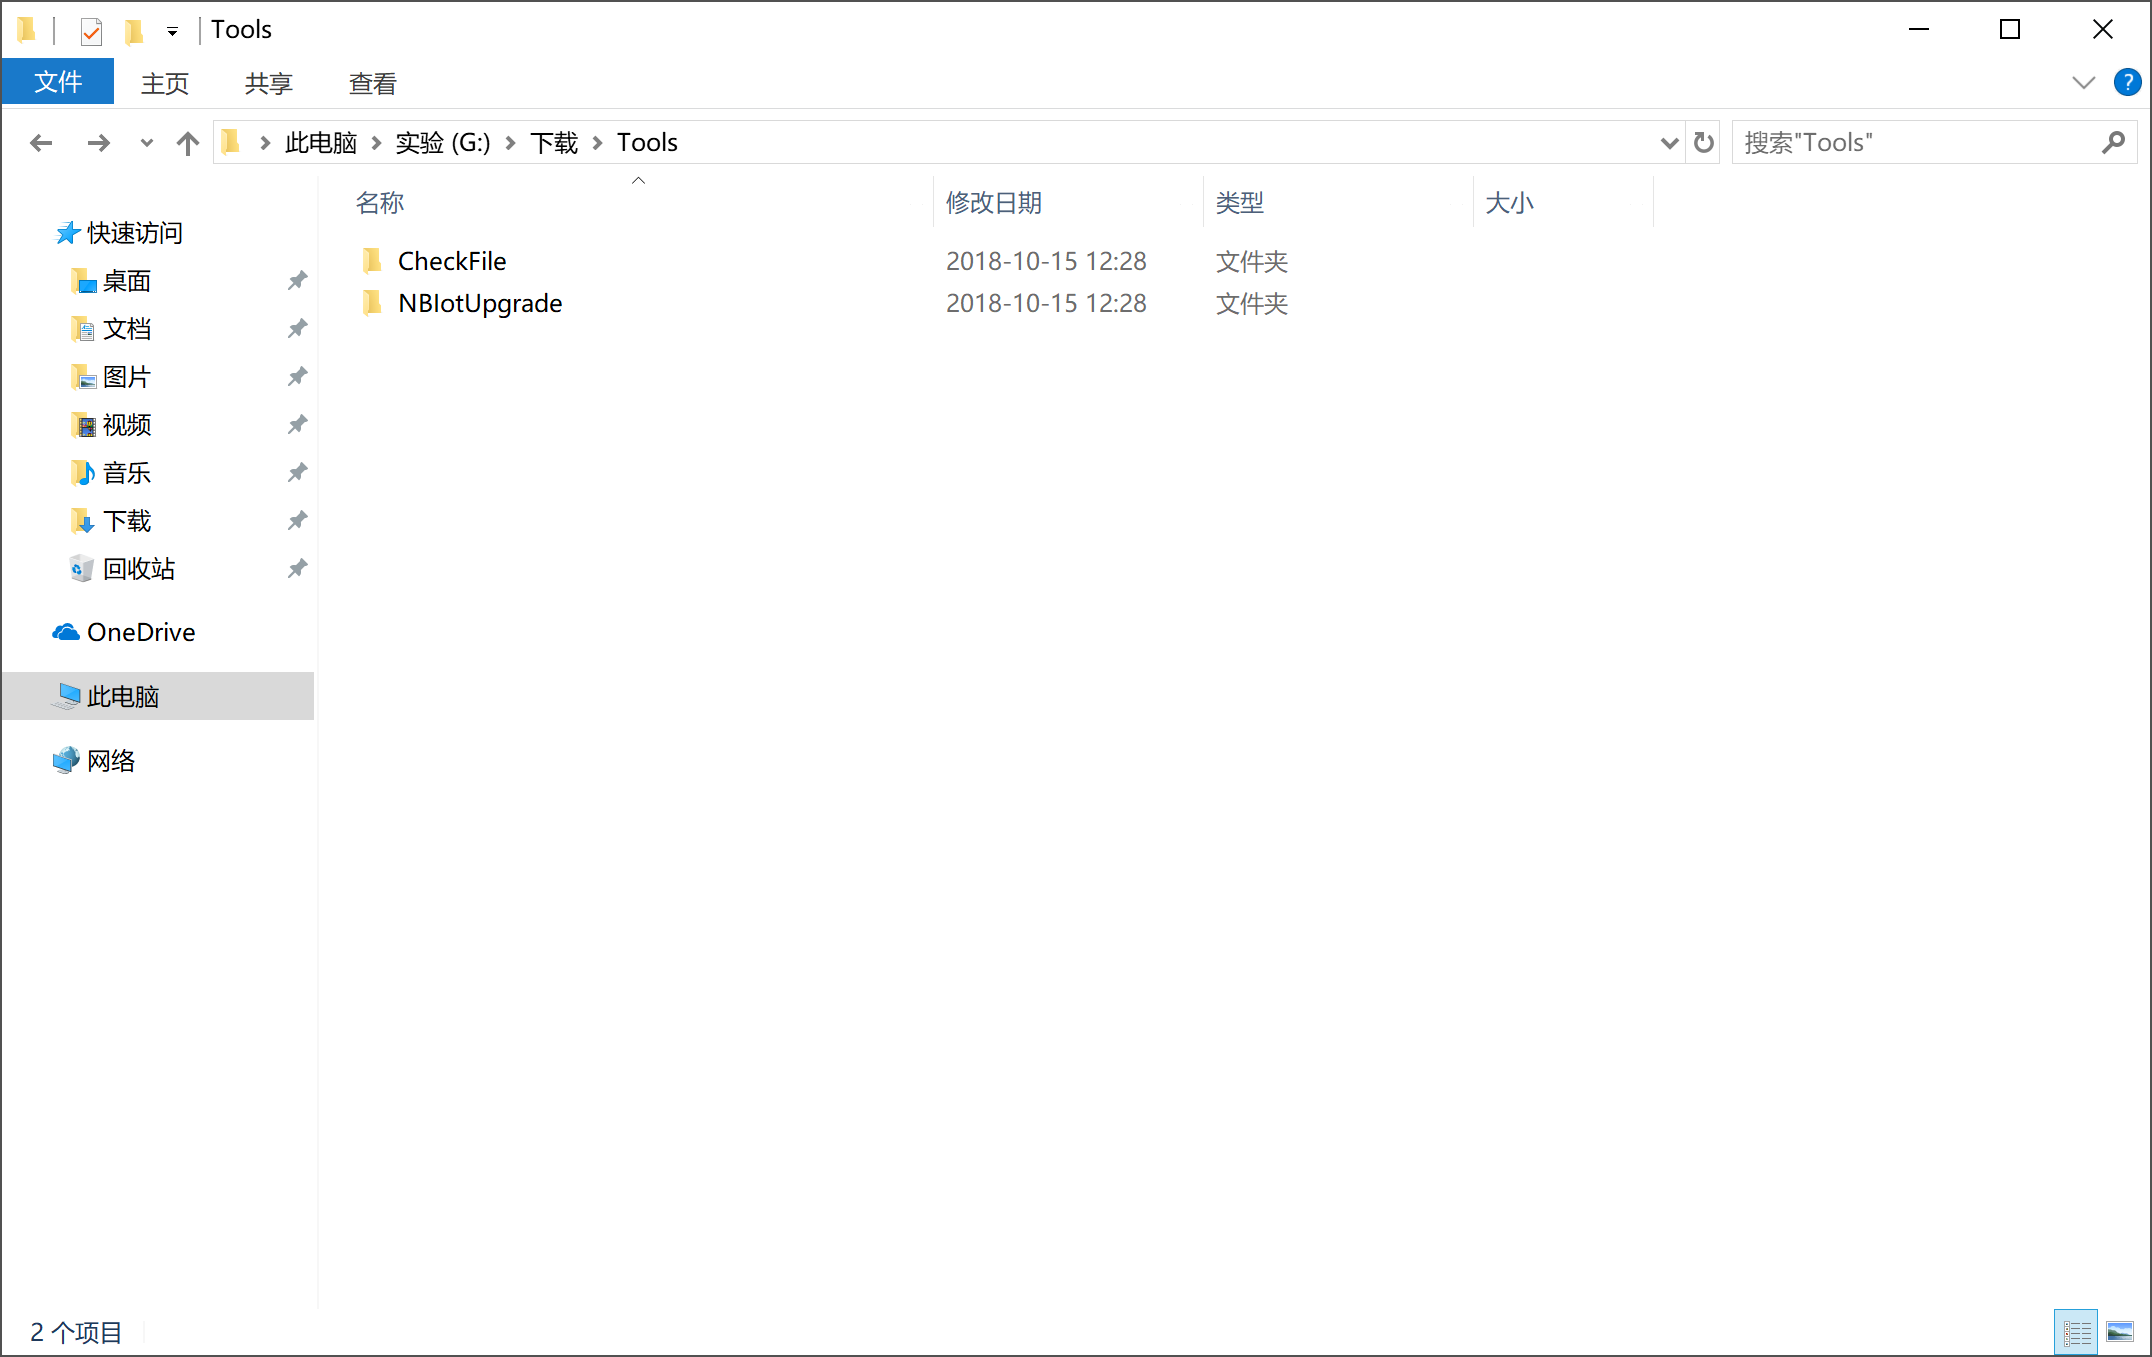 Tools
文件 主页 共享 查看
此电脑 实验 (G:) 下载 Tools 搜索"Tools"
名称 修改日期 类型 大小
快速访问
CheckFile 2018-10-15 12:28 文件夹
桌面
NBIotUpgrade 2018-10-15 12:28 文件夹
文档
图片
视频
音乐
下载
回收站
OneDrive
此电脑
网络
2 个项目